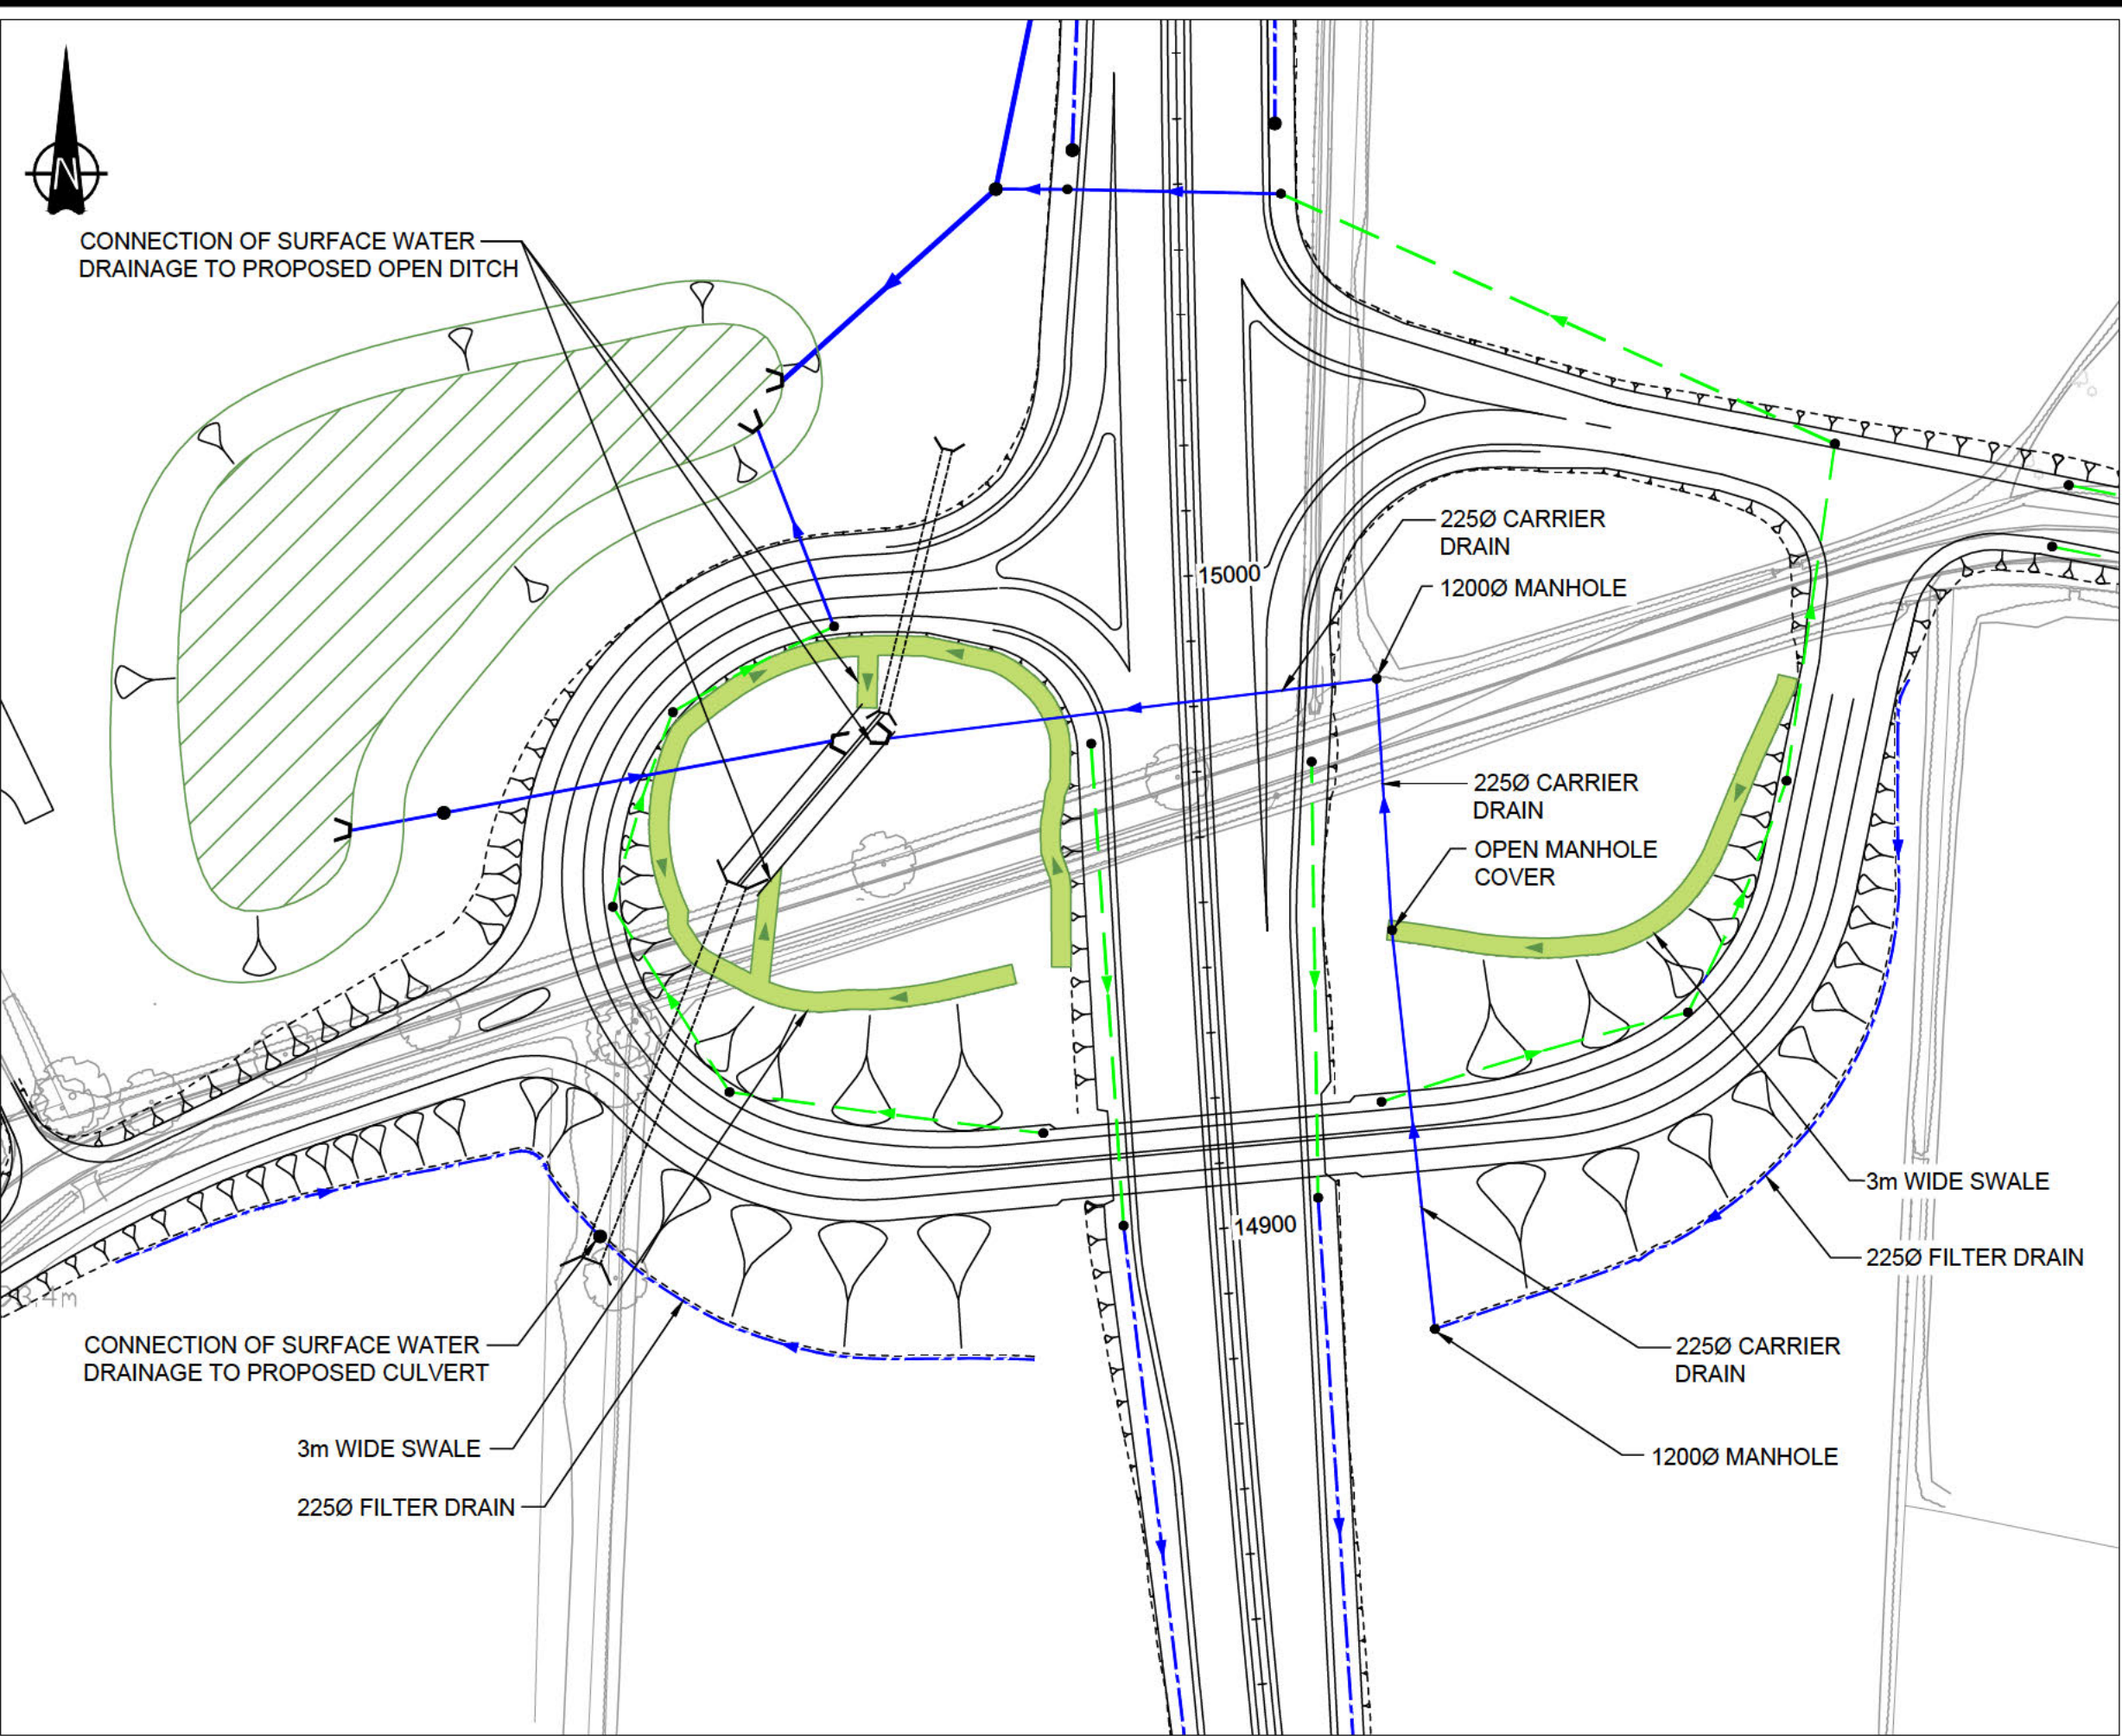 N
CONNECTION OF SURFACE WATER
DRAINAGE TO PROPOSED OPEN DITCH
225Ø CARRIER
DRAIN
15000
1200Ø MANHOLE
225Ø CARRIER
DRAIN
OPEN MANHOLE
COVER
3m WIDE SWALE
14900
225Ø FILTER DRAIN
CONNECTION OF SURFACE WATER
DRAINAGE TO PROPOSED CULVERT
225Ø CARRIER
DRAIN
3m WIDE SWALE
1200Ø MANHOLE
225Ø FILTER DRAIN